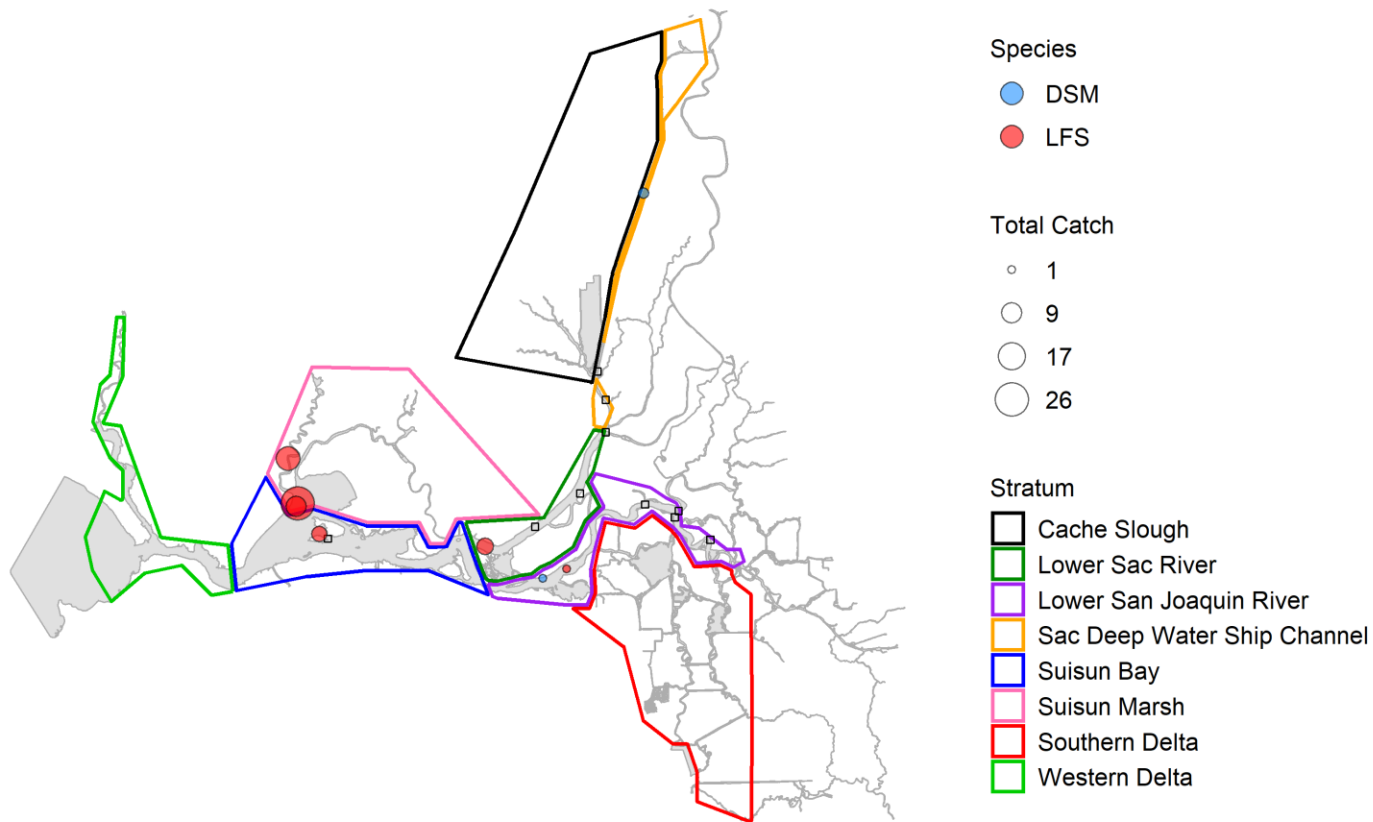 Species
DSM
LFS
Total Catch
1
9
17
26
Stratum
Cache Slough
Lower Sac River
Lower San Joaquin River
Sac Deep Water Ship Channel
Suisun Bay
Suisun Marsh
Southern Delta
Western Delta